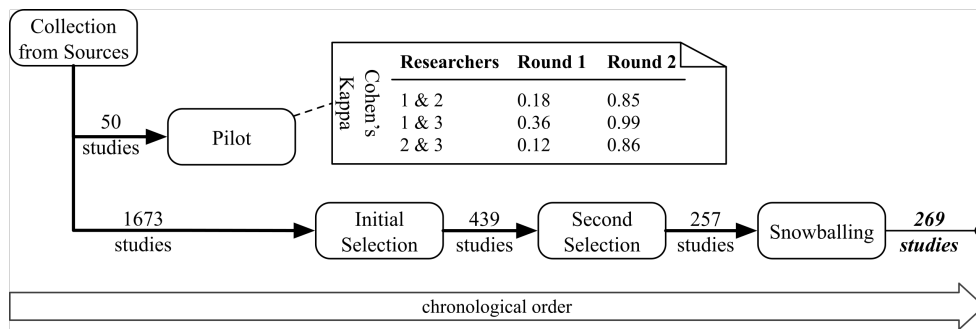 Collection
from Sources
50
studies
Pilot
Cohen's
Kappa
Researchers Round 1 Round 2
1 & 2 0.18 0.85
1 & 3 0.36 0.99
2 & 3 0.12 0.86
1673
studies
Initial
Selection
439
studies
Second
Selection
257
studies
Snowballing
269
studies
chronological order